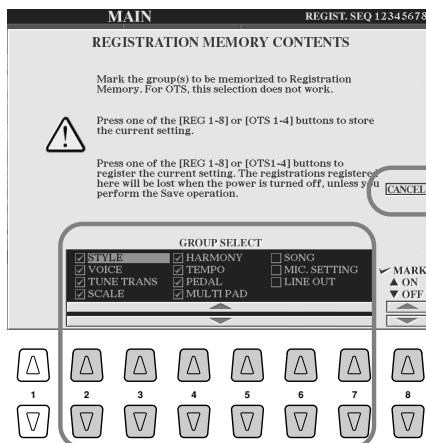 MAIN REGIST. SEQ 12345678
REGISTRATION MEMORY CONTENTS
Mark the group(s) to be memorized to Registration
Memory. For OTS, this selection does not work.
Press one of the [REG 1-8] or [OTS 1-4] buttons to store
the current setting.
Press one of the [REG 1-8] or [OTS1-4] buttons to
register the current setting. The registrations registered
here will be lost when the power is turned off, unless you
perform the Save operation.
CANCEL
GROUP SELECT
STYLE HARMONY SONG
VOICE TEMPO MIC. SETTING MARK
TUNE TRANS PEDAL LINE OUT ▲ ON
SCALE MULTI PAD ▼ OFF
1 2 3 4 5 6 7 8